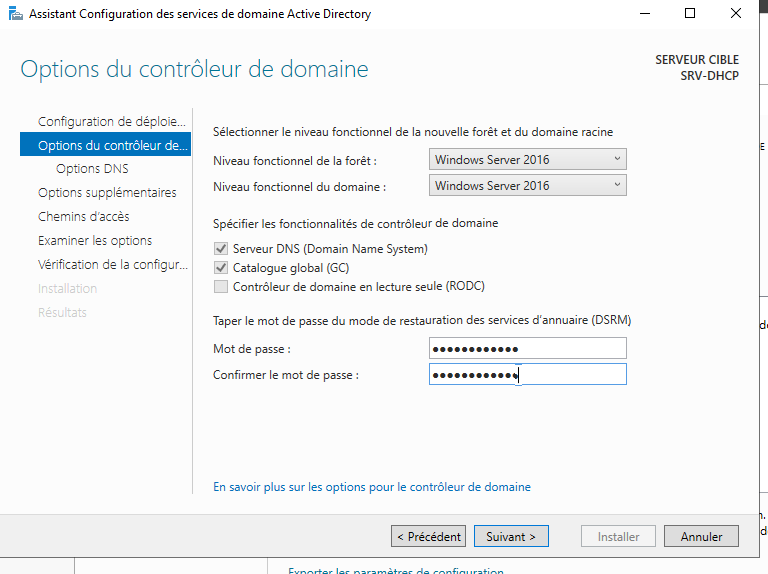 Assistant Configuration des services de domaine Active Directory
Options du contrôleur de domaine
SERVEUR CIBLE
SRV-DHCP
Configuration de déploie...
Options du contrôleur de...
Options DNS
Options supplémentaires
Chemins d'accès
Examiner les options
Vérification de la configur...
Installation
Résultats
Sélectionner le niveau fonctionnel de la nouvelle forêt et du domaine racine
Niveau fonctionnel de la forêt :
Windows Server 2016
Niveau fonctionnel du domaine :
Windows Server 2016
Spécifier les fonctionnalités de contrôleur de domaine
Serveur DNS (Domain Name System)
Catalogue global (GC)
Contrôleur de domaine en lecture seule (RODC)
Taper le mot de passe du mode de restauration des services d'annuaire (DSRM)
Mot de passe :
●●●●●●●●●●●●
Confirmer le mot de passe :
●●●●●●●●●●●●
En savoir plus sur les options pour le contrôleur de domaine
< Précédent
Suivant >
Installer
Annuler
Exporter les paramètres de configuration